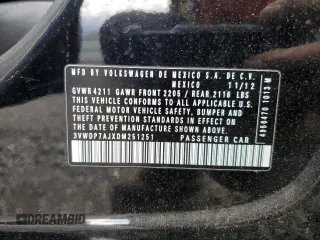 MFD. BY VOLKSWAGEN DE MEXICO S.A. DE C.V.
MEXICO 11/12
GVWR 4211 GAWR FRONT 2205 / REAR 2116 LBS
THIS VEHICLE CONFORMS TO ALL APPLICABLE U.S.
FEDERAL MOTOR VEHICLE SAFETY, BUMPER AND
THEFT PREVENTION STANDARDS IN EFFECT ON THE
DATE OF MANUFACTURE SHOWN ABOVE.
3VWDP7AJXDM251251 PASSENGER CAR
1013 M
DREAMBID